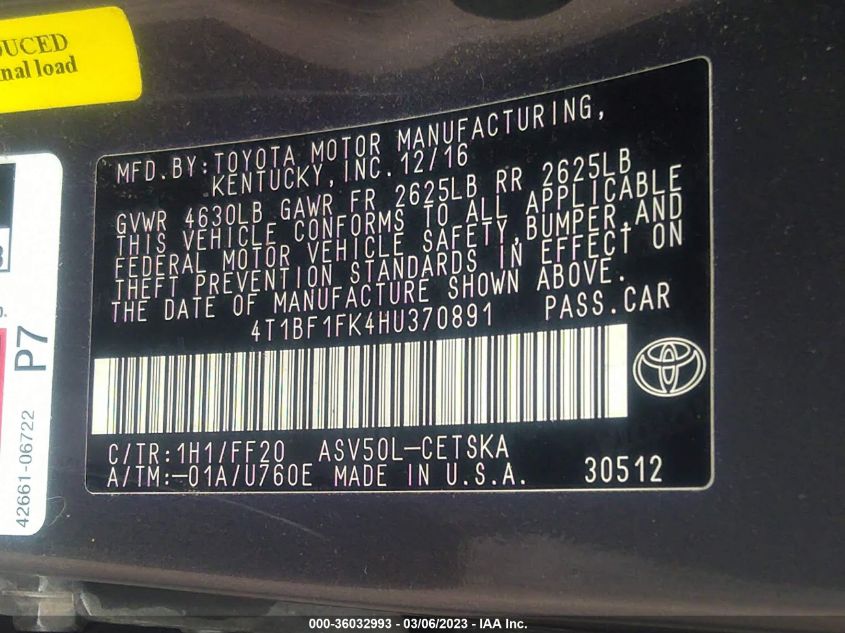 UCED
nal load
MFD.BY:TOYOTA MOTOR MANUFACTURING,
KENTUCKY,INC.12/16
GVWR 4630LB GAWR FR 2625LB RR 2625LB
THIS VEHICLE CONFORMS TO ALL APPLICABLE
FEDERAL MOTOR VEHICLE SAFETY,BUMPER,AND
THEFT PREVENTION STANDARDS IN EFFECT ON
THE DATE OF MANUFACTURE SHOWN ABOVE.
4T1BF1FK4HU370891 PASS.CAR
C/TR:1H1/FF20 ASV50L-CETSKA
A/TM:-01A/U760E MADE IN U.S.A. 30512
P7
42661-06722
000-36032993 - 03/06/2023 - IAA Inc.